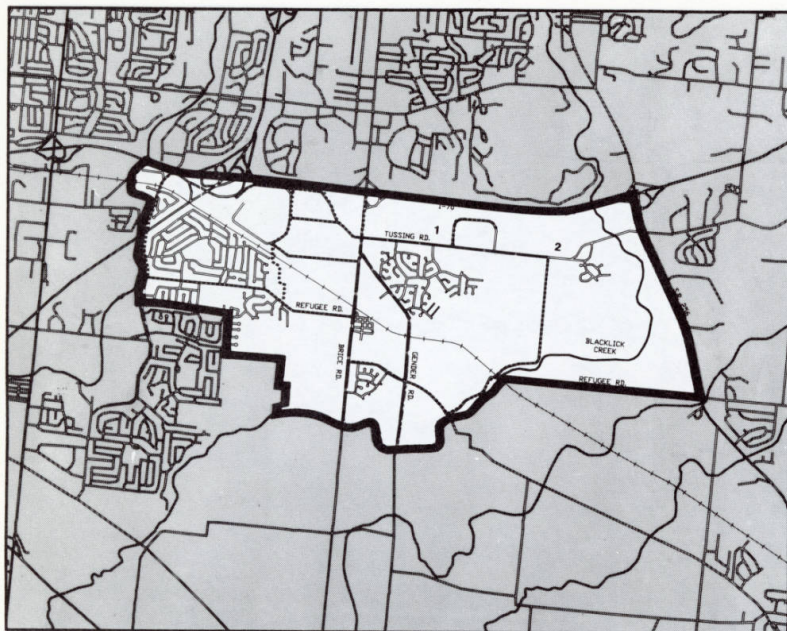 I-70
1
TUSSING RD.
2
REFUGEE RD.
BRICE RD.
GENDER RD.
BLACKLICK
CREEK
REFUGEE RD.